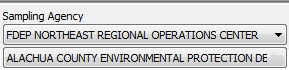 Sampling Agency
FDEP NORTHEAST REGIONAL OPERATIONS CENTER
ALACHUA COUNTY ENVIRONMENTAL PROTECTION DE